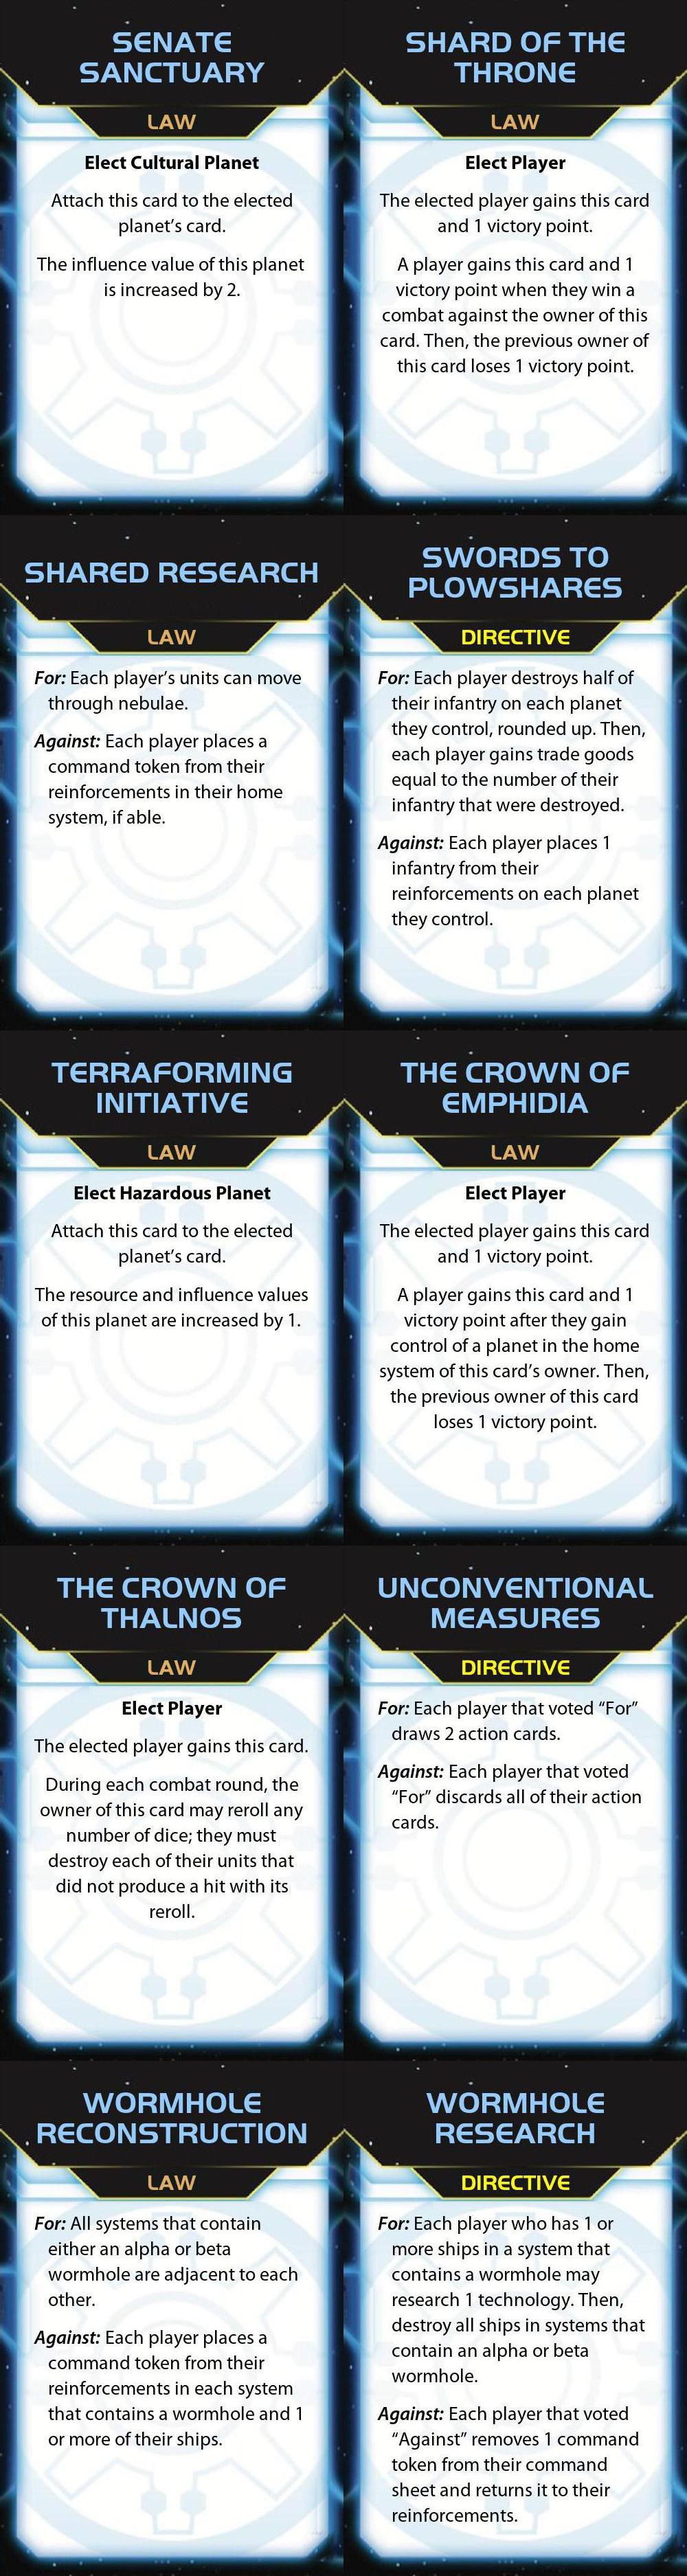 SENATE
SANCTUARY
LAW
Elect Cultural Planet
Attach this card to the elected
planet’s card.
The influence value of this planet
is increased by 2.
SHARD OF THE
THRONE
LAW
Elect Player
The elected player gains this card
and 1 victory point.
A player gains this card and 1
victory point when they win a
combat against the owner of this
card. Then, the previous owner of
this card loses 1 victory point.
SHARED RESEARCH
LAW
For: Each player’s units can move
through nebulae.
Against: Each player places a
command token from their
reinforcements in their home
system, if able.
SWORDS TO
PLOWSHARES
DIRECTIVE
For: Each player destroys half of
their infantry on each planet
they control, rounded up. Then,
each player gains trade goods
equal to the number of their
infantry that were destroyed.
Against: Each player places 1
infantry from their
reinforcements on each planet
they control.
TERRAFORMING
INITIATIVE
LAW
Elect Hazardous Planet
Attach this card to the elected
planet’s card.
The resource and influence values
of this planet are increased by 1.
THE CROWN OF
EMPHIDIA
LAW
Elect Player
The elected player gains this card
and 1 victory point.
A player gains this card and 1
victory point after they gain
control of a planet in the home
system of this card’s owner. Then,
the previous owner of this card
loses 1 victory point.
THE CROWN OF
THALNOS
LAW
Elect Player
The elected player gains this card.
During each combat round, the
owner of this card may reroll any
number of dice; they must
destroy each of their units that
did not produce a hit with its
reroll.
UNCONVENTIONAL
MEASURES
DIRECTIVE
For: Each player that voted “For”
draws 2 action cards.
Against: Each player that voted
“For” discards all of their action
cards.
WORMHOLE
RECONSTRUCTION
LAW
For: All systems that contain
either an alpha or beta
wormhole are adjacent to each
other.
Against: Each player places a
command token from their
reinforcements in each system
that contains a wormhole and 1
or more of their ships.
WORMHOLE
RESEARCH
DIRECTIVE
For: Each player who has 1 or
more ships in a system that
contains a wormhole may
research 1 technology. Then,
destroy all ships in systems that
contain an alpha or beta
wormhole.
Against: Each player that voted
“Against” removes 1 command
token from their command
sheet and returns it to their
reinforcements.